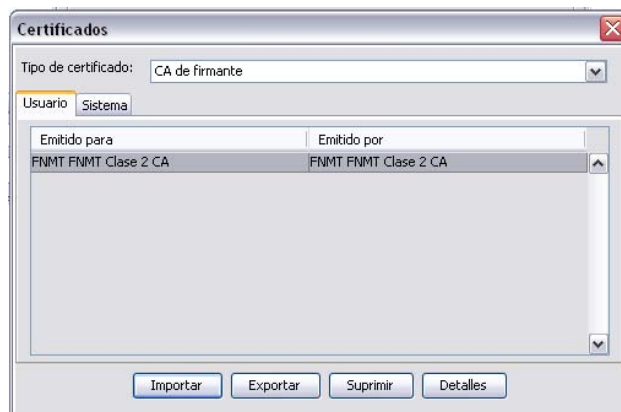 Certificados
Tipo de certificado: CA de firmante
Usuario Sistema
Emitido para Emitido por
FNMT FNMT Clase 2 CA FNMT FNMT Clase 2 CA
Importar Exportar Suprimir Detalles